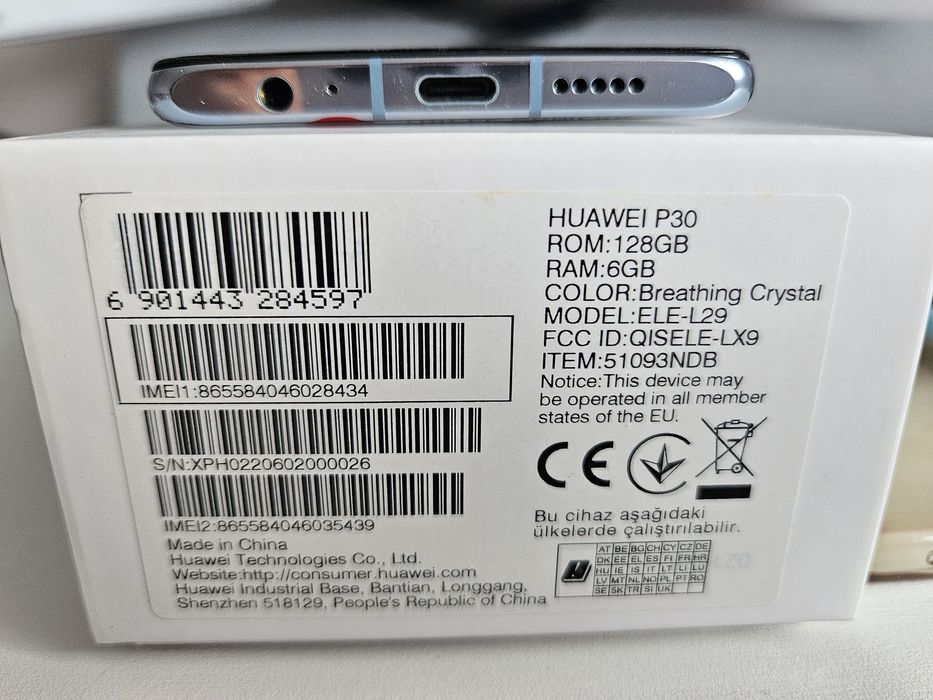 6 901443 284597
IMEI1:865584046028434
S/N:XPH0220602000026
IMEI2:865584046035439
Made in China
Huawei Technologies Co., Ltd.
Website:http://consumer.huawei.com
Huawei Industrial Base, Bantian, Longgang,
Shenzhen 518129, People's Republic of China
HUAWEI P30
ROM:128GB
RAM:6GB
COLOR:Breathing Crystal
MODEL:ELE-L29
FCC ID:QISELE-LX9
ITEM:51093NDB
Notice:This device may
be operated in all member
states of the EU.
CE
Bu cihaz aşağıdaki
ülkelerde çalıştırılabilir.
AT BE BG CH CY CZ DE
DK EE EL ES FI FR HR
HU IE IS IT LT LI LU
LV MT NL NO PL PT RO
SE SK TR SI UK